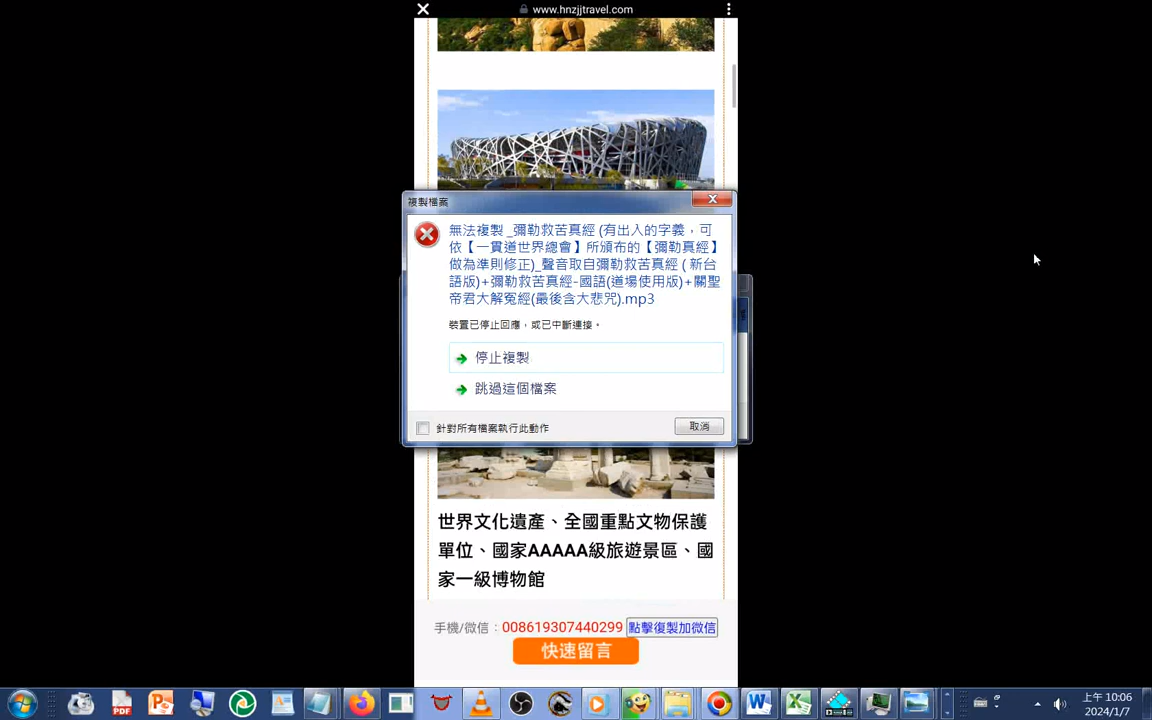 www.hnzjjtravel.com
複製檔案
無法複製 _彌勒救苦真經 (有出入的字義，可
依【一貫道世界總會】所頒布的【彌勒真經】
做為準則修正)_聲音取自彌勒救苦真經 ( 新台
語版)+彌勒救苦真經-國語(道場使用版)+關聖
帝君大解冤經(最後含大悲咒).mp3
裝置已停止回應，或已中斷連接。
停止複製
跳過這個檔案
針對所有檔案執行此動作
取消
世界文化遺產、全國重點文物保護
單位、國家AAAAA級旅遊景區、國
家一級博物館
手機/微信：008619307440299 點擊復製加微信
快速留言
上午 10:06
2024/1/7